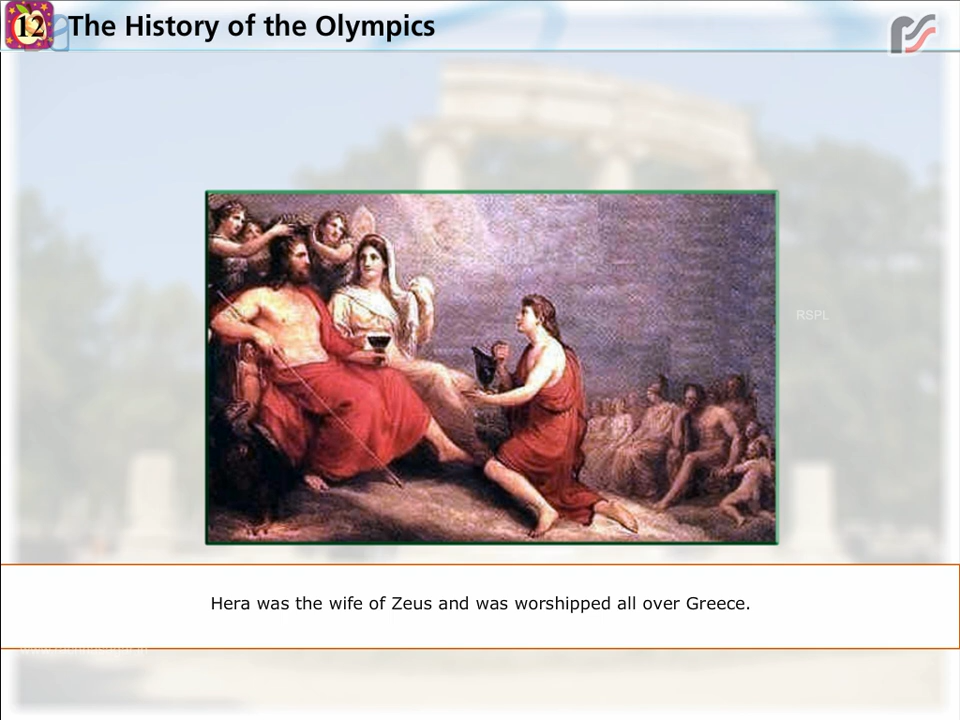 12 The History of the Olympics
RSPL
Hera was the wife of Zeus and was worshipped all over Greece.